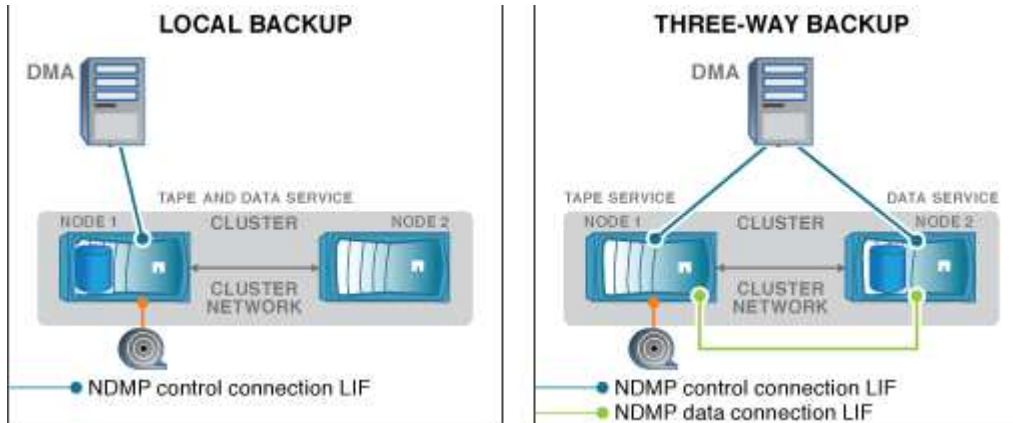 LOCAL BACKUP
DMA
TAPE AND DATA SERVICE
NODE 1
CLUSTER
NODE 2
CLUSTER
NETWORK
NDMP control connection LIF
THREE-WAY BACKUP
DMA
TAPE SERVICE
DATA SERVICE
NODE 1
CLUSTER
NODE 2
CLUSTER
NETWORK
NDMP control connection LIF
NDMP data connection LIF